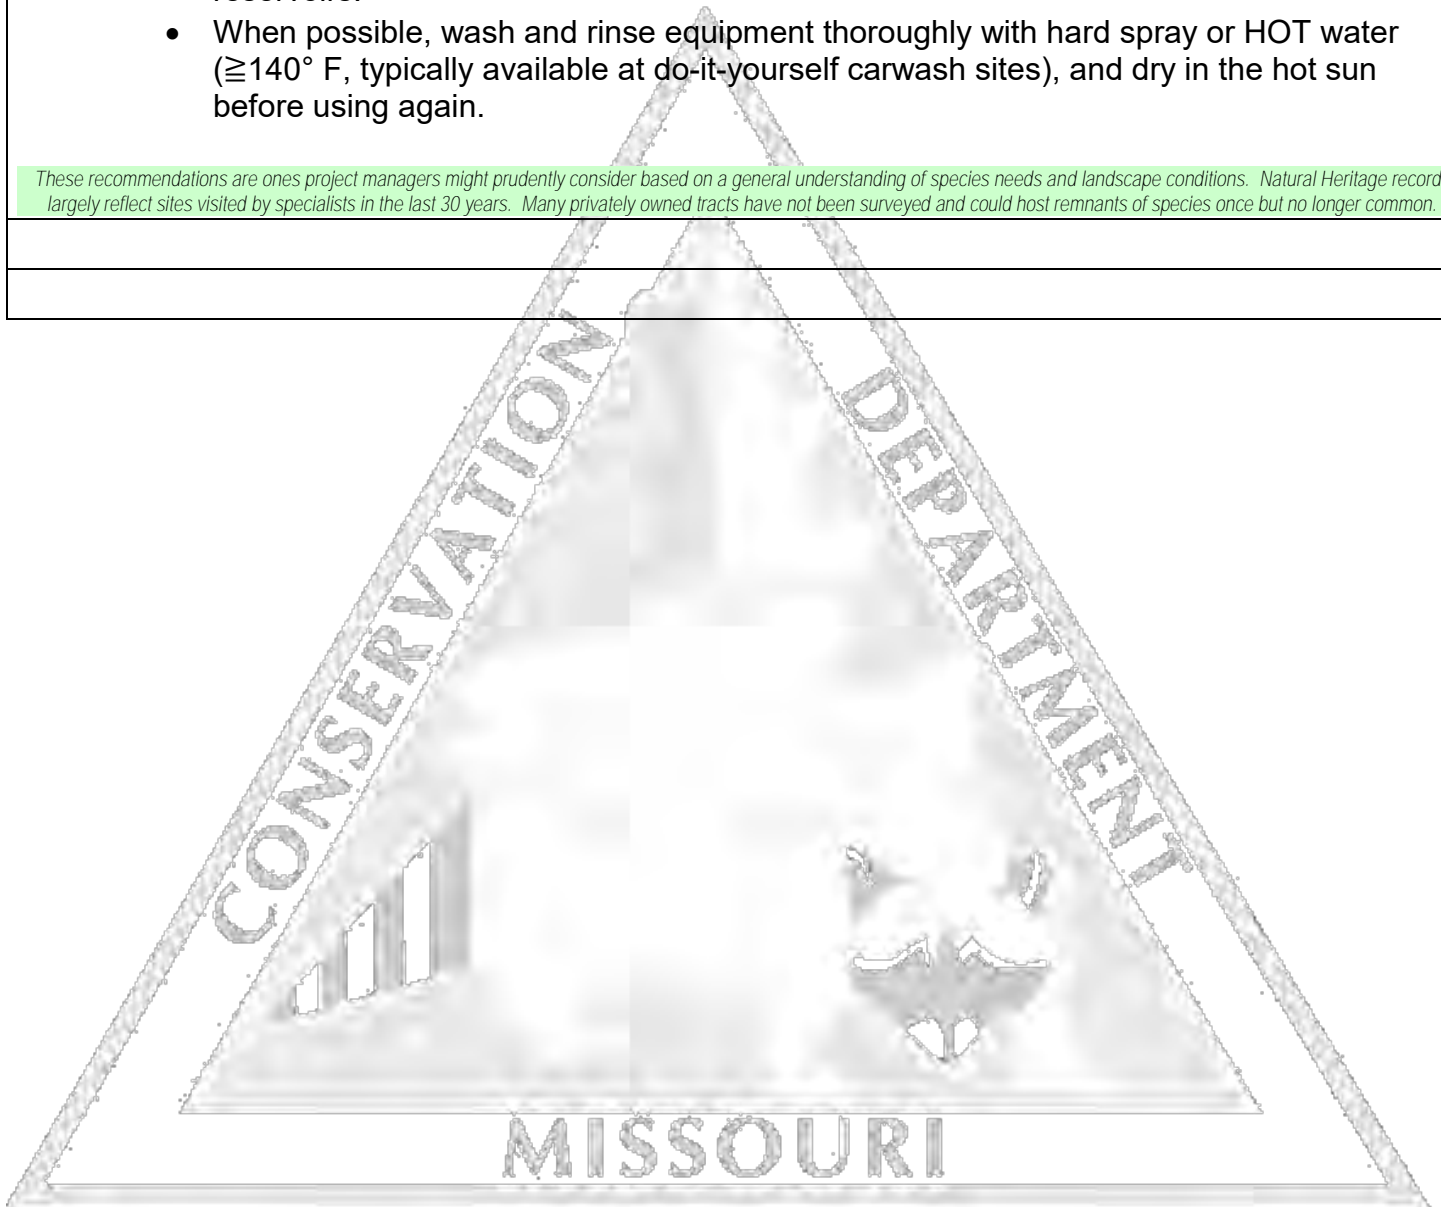 • When possible, wash and rinse equipment thoroughly with hard spray or HOT water
(≧140° F, typically available at do-it-yourself carwash sites), and dry in the hot sun
before using again.
These recommendations are ones project managers might prudently consider based on a general understanding of species needs and landscape conditions. Natural Heritage record
largely reflect sites visited by specialists in the last 30 years. Many privately owned tracts have not been surveyed and could host remnants of species once but no longer common.
CONSERVATION
DEPARTMENT
MISSOURI